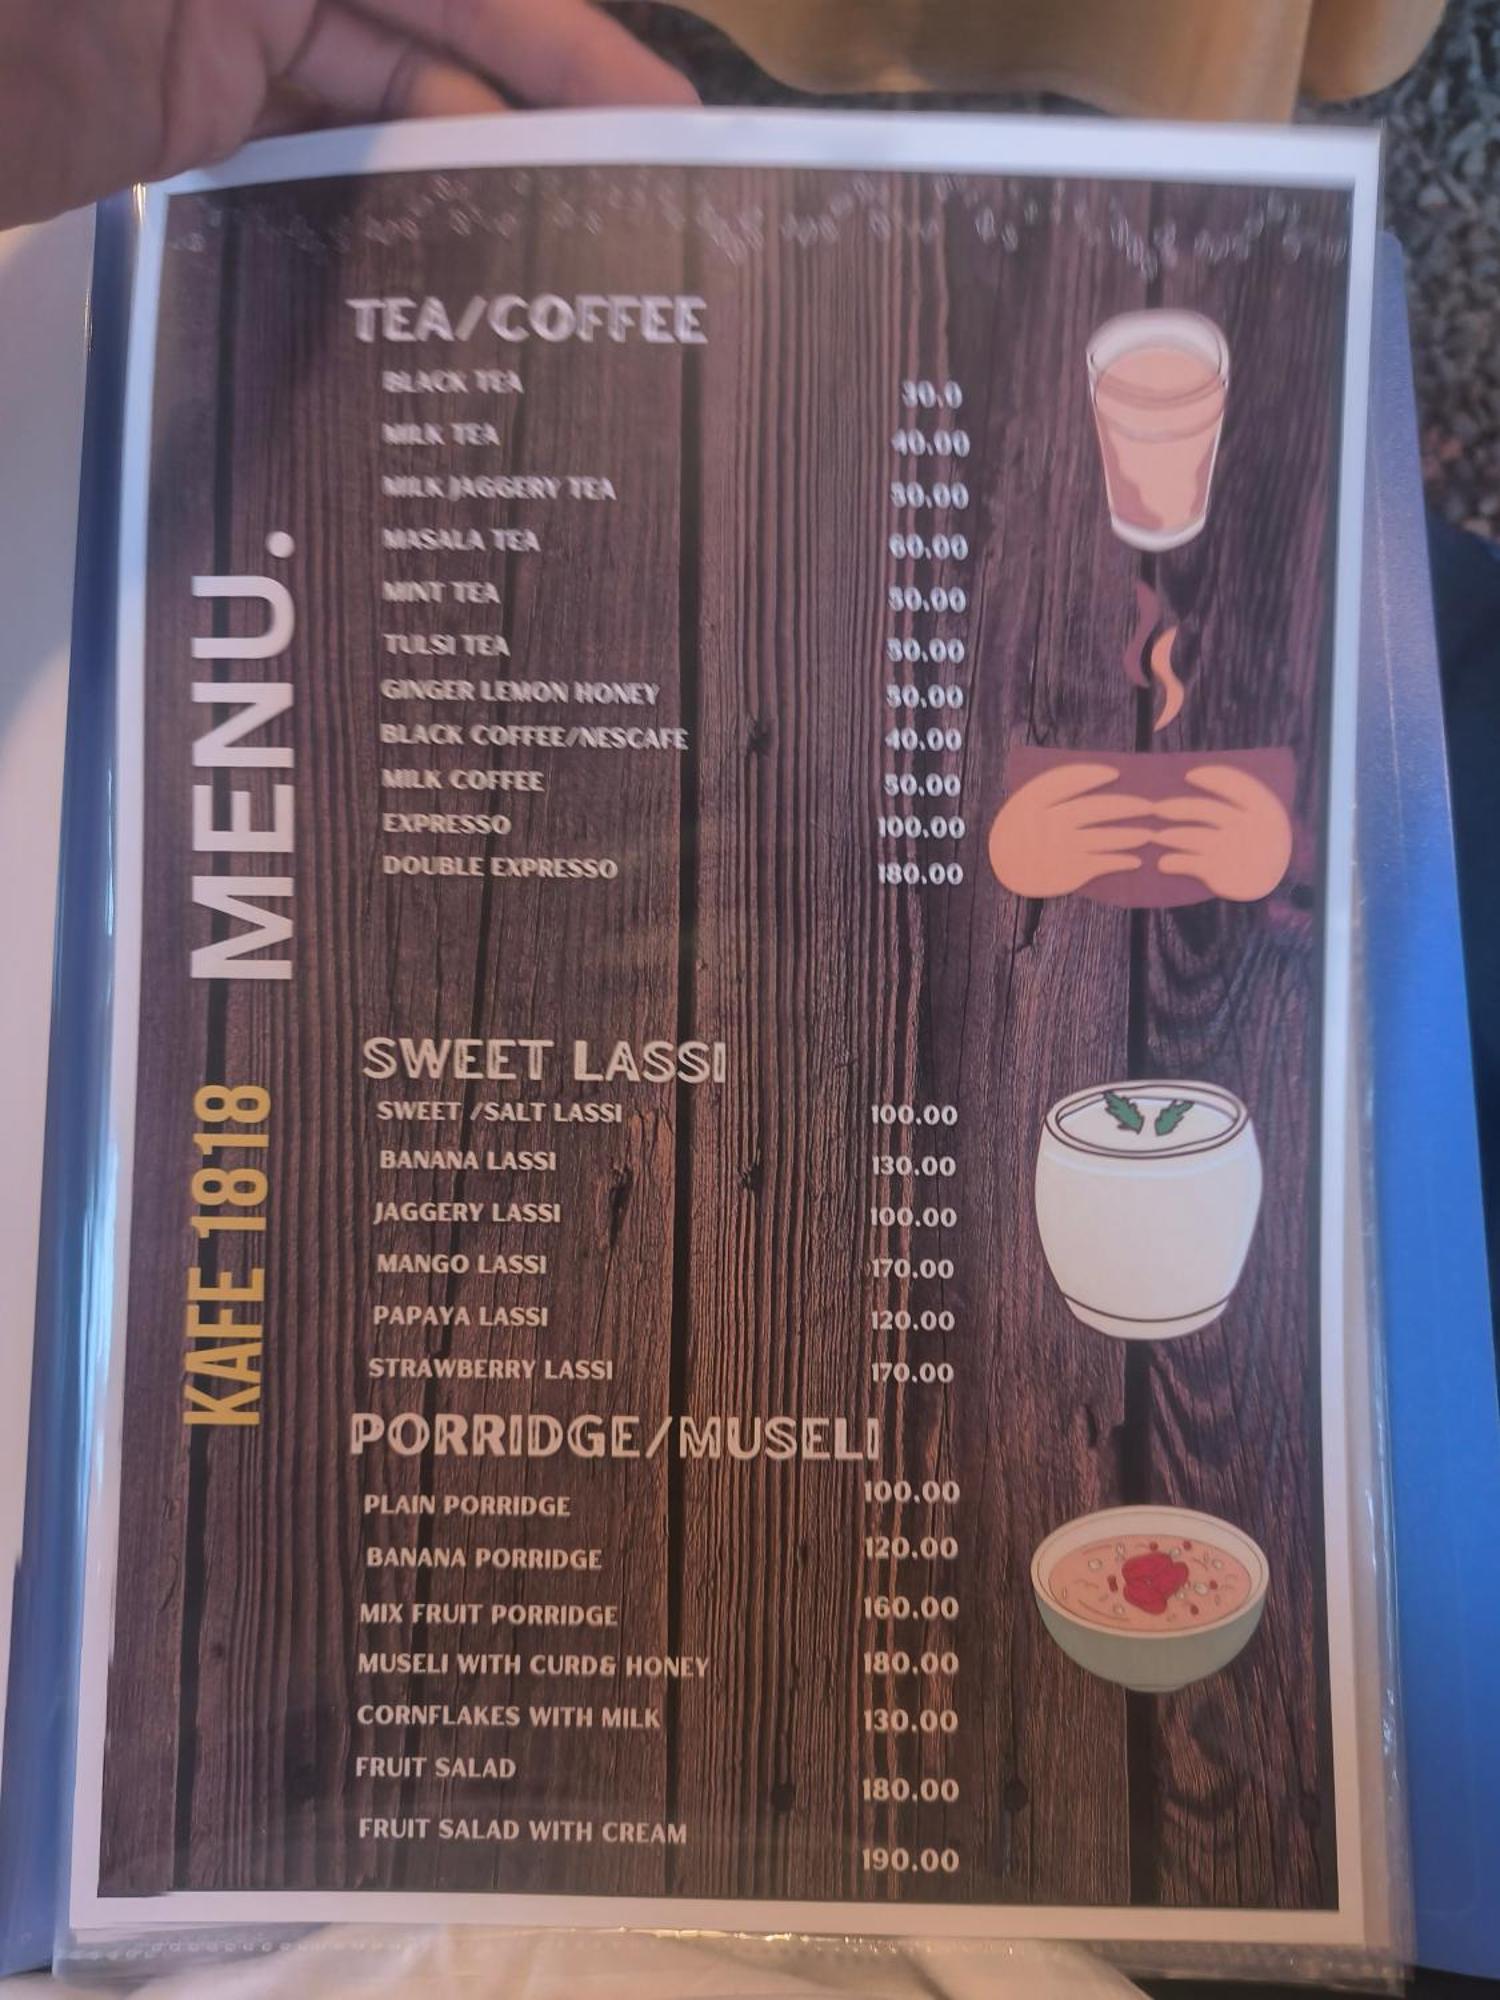 TEA/COFFEE
BLACK TEA 30.0
MILK TEA 40.00
MILK JAGGERY TEA 50.00
MASALA TEA 60.00
MINT TEA 50.00
TULSI TEA 50.00
GINGER LEMON HONEY 50.00
BLACK COFFEE/NESCAFE 40.00
MILK COFFEE 50.00
EXPRESSO 100.00
DOUBLE EXPRESSO 180.00
SWEET LASSI
SWEET /SALT LASSI 100.00
BANANA LASSI 130.00
JAGGERY LASSI 100.00
MANGO LASSI 170.00
PAPAYA LASSI 120.00
STRAWBERRY LASSI 170.00
PORRIDGE/MUSELI
PLAIN PORRIDGE 100.00
BANANA PORRIDGE 120.00
MIX FRUIT PORRIDGE 160.00
MUSELI WITH CURD& HONEY 180.00
CORNFLAKES WITH MILK 130.00
FRUIT SALAD 180.00
FRUIT SALAD WITH CREAM 190.00
KAFE 1818 MENU.